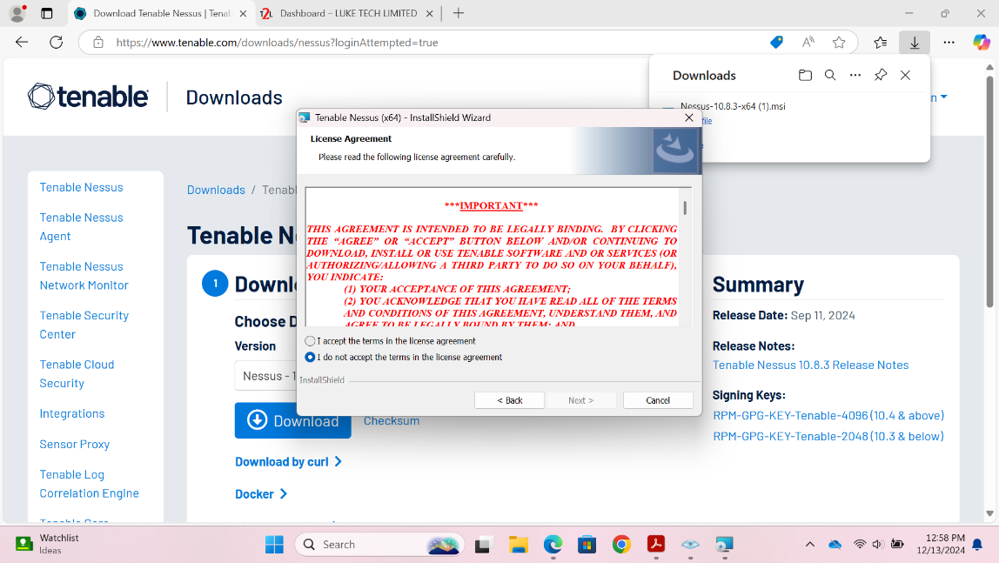 Download Tenable Nessus | Tenab
Dashboard – LUKE TECH LIMITED
https://www.tenable.com/downloads/nessus?loginAttempted=true
tenable
Downloads
Downloads
Nessus-10.8.3-x64 (1).msi
file
n
Tenable Nessus (x64) - InstallShield Wizard
License Agreement
Please read the following license agreement carefully.
***IMPORTANT***
THIS AGREEMENT IS INTENDED TO BE LEGALLY BINDING. BY CLICKING
THE “AGREE” OR “ACCEPT” BUTTON BELOW AND/OR CONTINUING TO
DOWNLOAD, INSTALL OR USE TENABLE SOFTWARE AND OR SERVICES (OR
AUTHORIZING/ALLOWING A THIRD PARTY TO DO SO ON YOUR BEHALF),
YOU INDICATE:
(1) YOUR ACCEPTANCE OF THIS AGREEMENT;
(2) YOU ACKNOWLEDGE THAT YOU HAVE READ ALL OF THE TERMS
AND CONDITIONS OF THIS AGREEMENT, UNDERSTAND THEM, AND
AGREE TO BE LEGALLY BOUND BY THEM; AND
I accept the terms in the license agreement
I do not accept the terms in the license agreement
InstallShield
< Back
Next >
Cancel
Tenable Nessus
Tenable Nessus
Agent
Tenable Nessus
Network Monitor
Tenable Security
Center
Tenable Cloud
Security
Integrations
Sensor Proxy
Tenable Log
Correlation Engine
Tenable Core
Downloads / Tenabl
Tenable N
1
Downl
Choose D
Version
Nessus - 1
Download
Checksum
Download by curl
Docker
Summary
Release Date: Sep 11, 2024
Release Notes:
Tenable Nessus 10.8.3 Release Notes
Signing Keys:
RPM-GPG-KEY-Tenable-4096 (10.4 & above)
RPM-GPG-KEY-Tenable-2048 (10.3 & below)
Watchlist
Ideas
Search
12:58 PM
12/13/2024